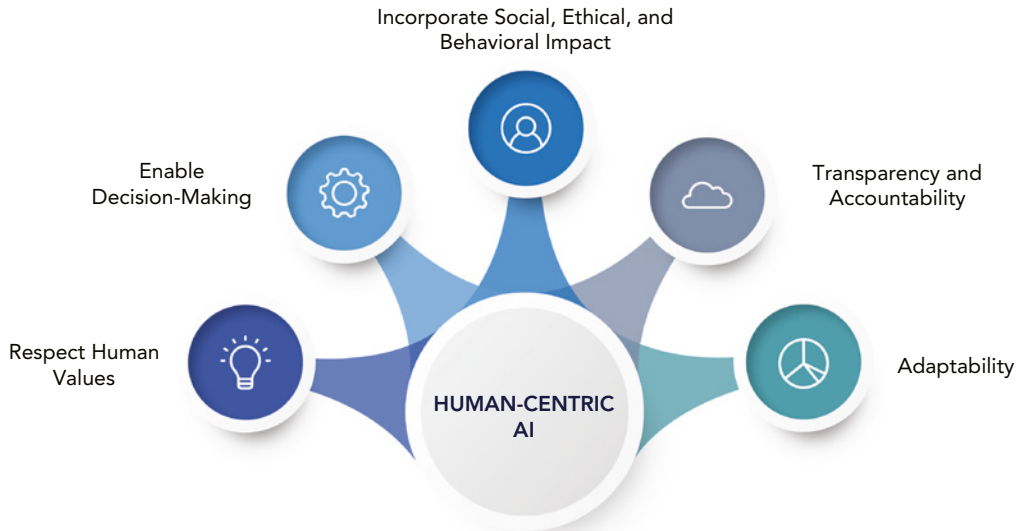 Incorporate Social, Ethical, and
Behavioral Impact
Enable
Decision-Making
Transparency and
Accountability
Respect Human
Values
Adaptability
HUMAN-CENTRIC
AI